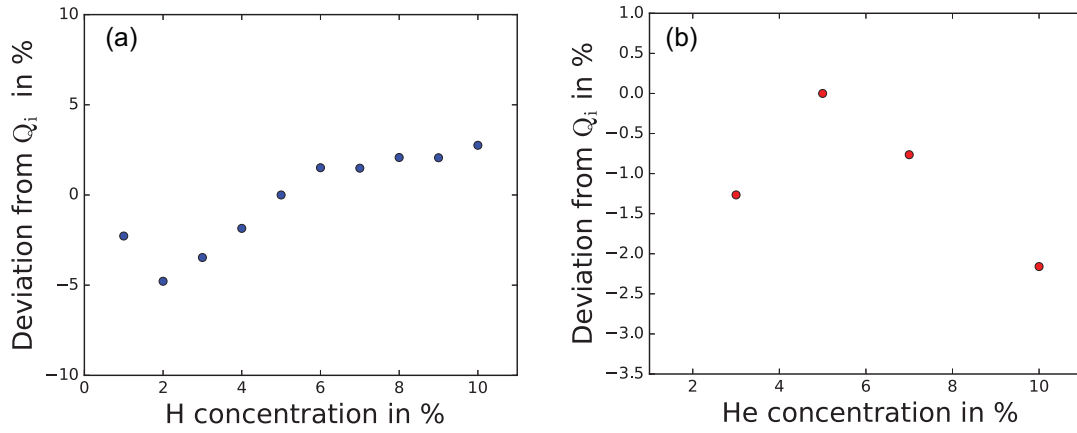 (a)
Deviation from Qi in %
10
5
0
−5
−10
0 2 4 6 8 10
H concentration in %
(b)
Deviation from Qi in %
1.0
0.5
0.0
−0.5
−1.0
−1.5
−2.0
−2.5
−3.0
−3.5
2 4 6 8 10
He concentration in %